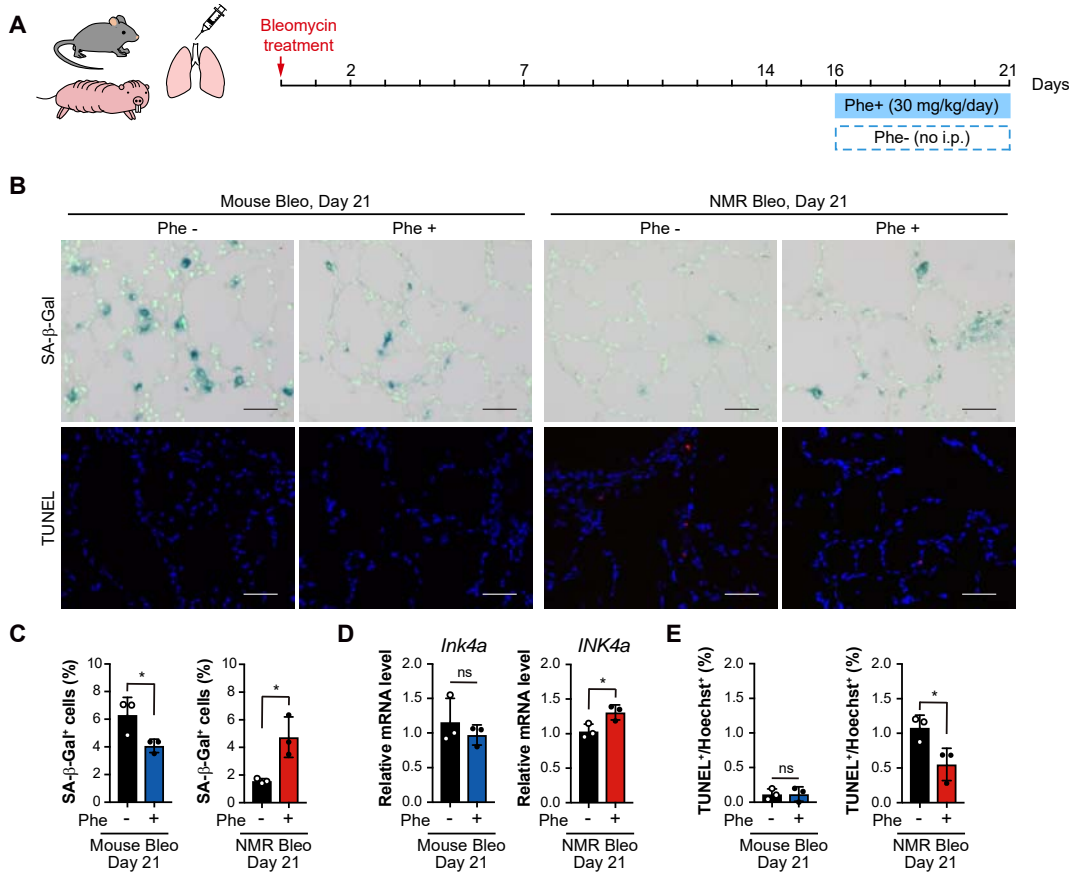 A
Bleomycin
treatment
2
7
14
16
21
Days
Phe+ (30 mg/kg/day)
Phe- (no i.p.)
B
Mouse Bleo, Day 21
NMR Bleo, Day 21
Phe -
Phe +
Phe -
Phe +
SA-β-Gal
TUNEL
C
SA-β-Gal⁺ cells (%)
10
8
6
4
2
0
*
Phe
-
+
Mouse Bleo
Day 21
SA-β-Gal⁺ cells (%)
10
8
6
4
2
0
*
-
+
NMR Bleo
Day 21
D
Ink4a
Relative mRNA level
2.0
1.5
1.0
0.5
0.0
ns
Phe
-
+
Mouse Bleo
Day 21
INK4a
Relative mRNA level
2.0
1.5
1.0
0.5
0.0
*
-
+
NMR Bleo
Day 21
E
TUNEL⁺/Hoechst⁺ (%)
2.0
1.5
1.0
0.5
0.0
ns
Phe
-
+
Mouse Bleo
Day 21
TUNEL⁺/Hoechst⁺ (%)
2.0
1.5
1.0
0.5
0.0
*
-
+
NMR Bleo
Day 21